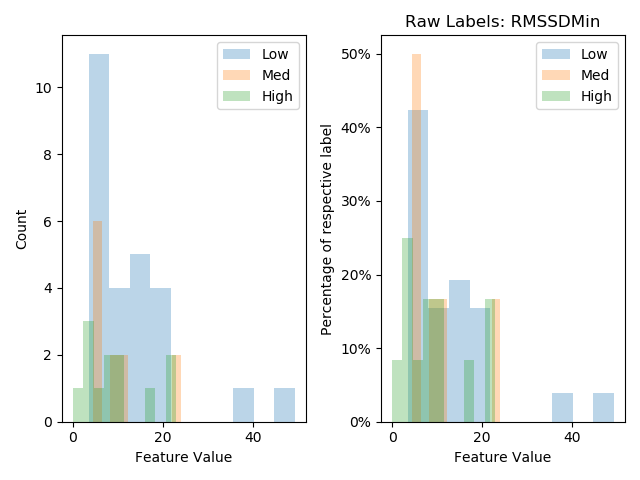 Raw Labels: RMSSDMin
Count
10
8
6
4
2
0
0
20
40
Feature Value
Low
Med
High
Percentage of respective label
50%
40%
30%
20%
10%
0%
0
20
40
Feature Value
Low
Med
High